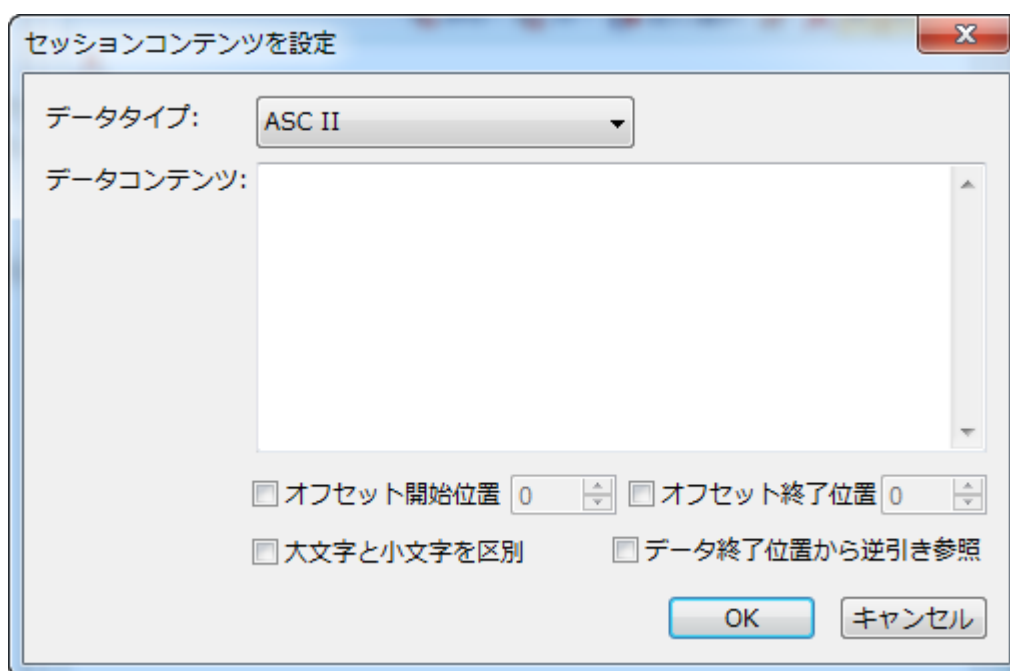 セッションコンテンツを設定
データタイプ: ASC II
データコンテンツ:
オフセット開始位置 0 オフセット終了位置 0
大文字と小文字を区別 データ終了位置から逆引き参照
OK キャンセル